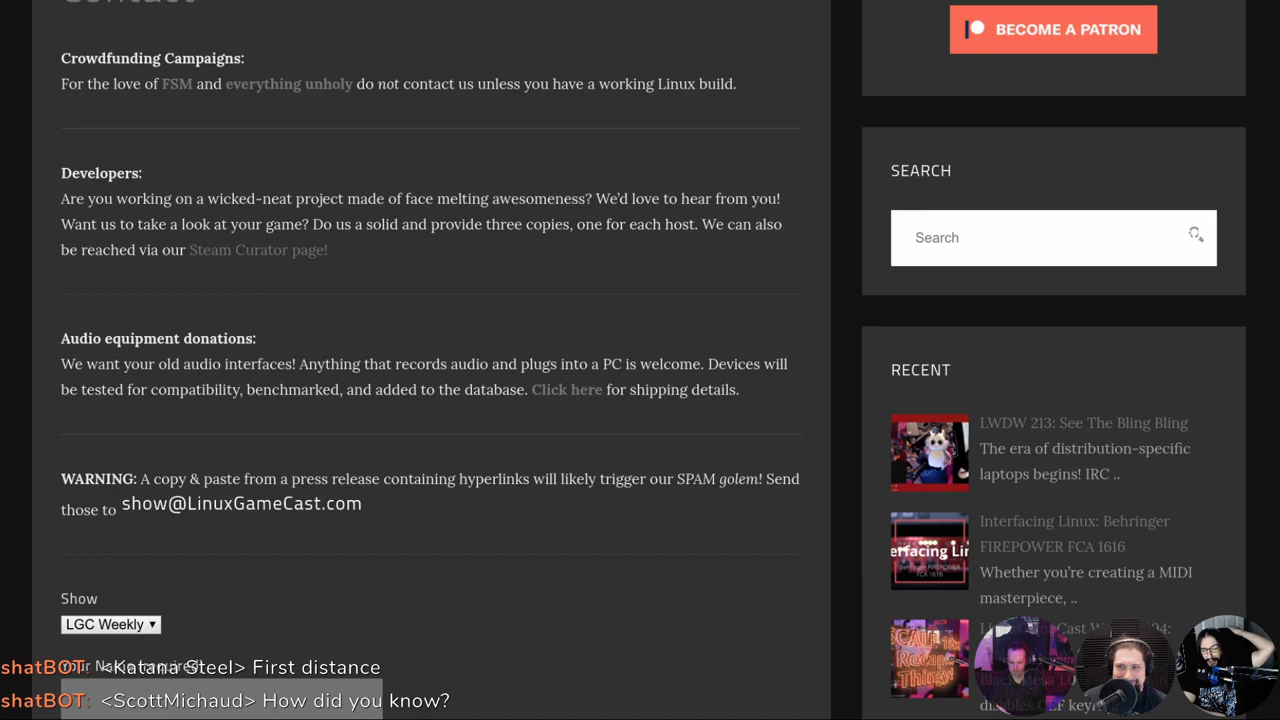 Contact
Crowdfunding Campaigns:
For the love of FSM and everything unholy do not contact us unless you have a working Linux build.
Developers:
Are you working on a wicked-neat project made of face melting awesomeness? We’d love to hear from you!
Want us to take a look at your game? Do us a solid and provide three copies, one for each host. We can also
be reached via our Steam Curator page!
Audio equipment donations:
We want your old audio interfaces! Anything that records audio and plugs into a PC is welcome. Devices will
be tested for compatibility, benchmarked, and added to the database. Click here for shipping details.
WARNING: A copy & paste from a press release containing hyperlinks will likely trigger our SPAM golem! Send
those to show@LinuxGameCast.com
Show
LGC Weekly
shatBOT: <Katana Steel> First distance
shatBOT: <ScottMichaud> How did you know?
BECOME A PATRON
SEARCH
Search
RECENT
LWDW 213: See The Bling Bling
The era of distribution-specific
laptops begins! IRC ..
Interfacing Linux: Behringer
FIREPOWER FCA 1616
Whether you’re creating a MIDI
masterpiece, ..